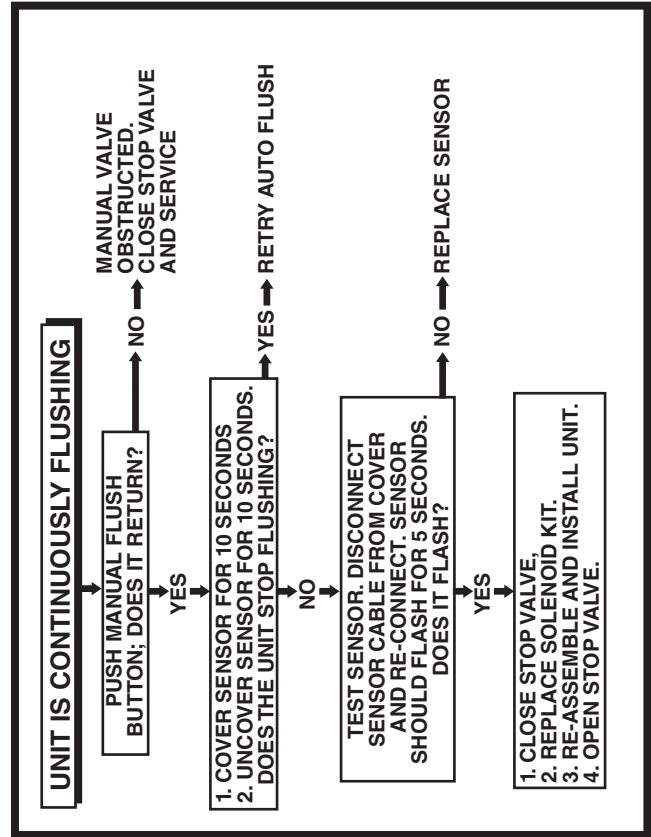 UNIT IS CONTINUOUSLY FLUSHING
PUSH MANUAL FLUSH
BUTTON; DOES IT RETURN?
NO
MANUAL VALVE
OBSTRUCTED.
CLOSE STOP VALVE
AND SERVICE
YES
1. COVER SENSOR FOR 10 SECONDS
2. UNCOVER SENSOR FOR 10 SECONDS.
DOES THE UNIT STOP FLUSHING?
YES
RETRY AUTO FLUSH
NO
TEST SENSOR. DISCONNECT
SENSOR CABLE FROM COVER
AND RE-CONNECT. SENSOR
SHOULD FLASH FOR 5 SECONDS.
DOES IT FLASH?
NO
REPLACE SENSOR
YES
1. CLOSE STOP VALVE,
2. REPLACE SOLENOID KIT.
3. RE-ASSEMBLE AND INSTALL UNIT.
4. OPEN STOP VALVE.